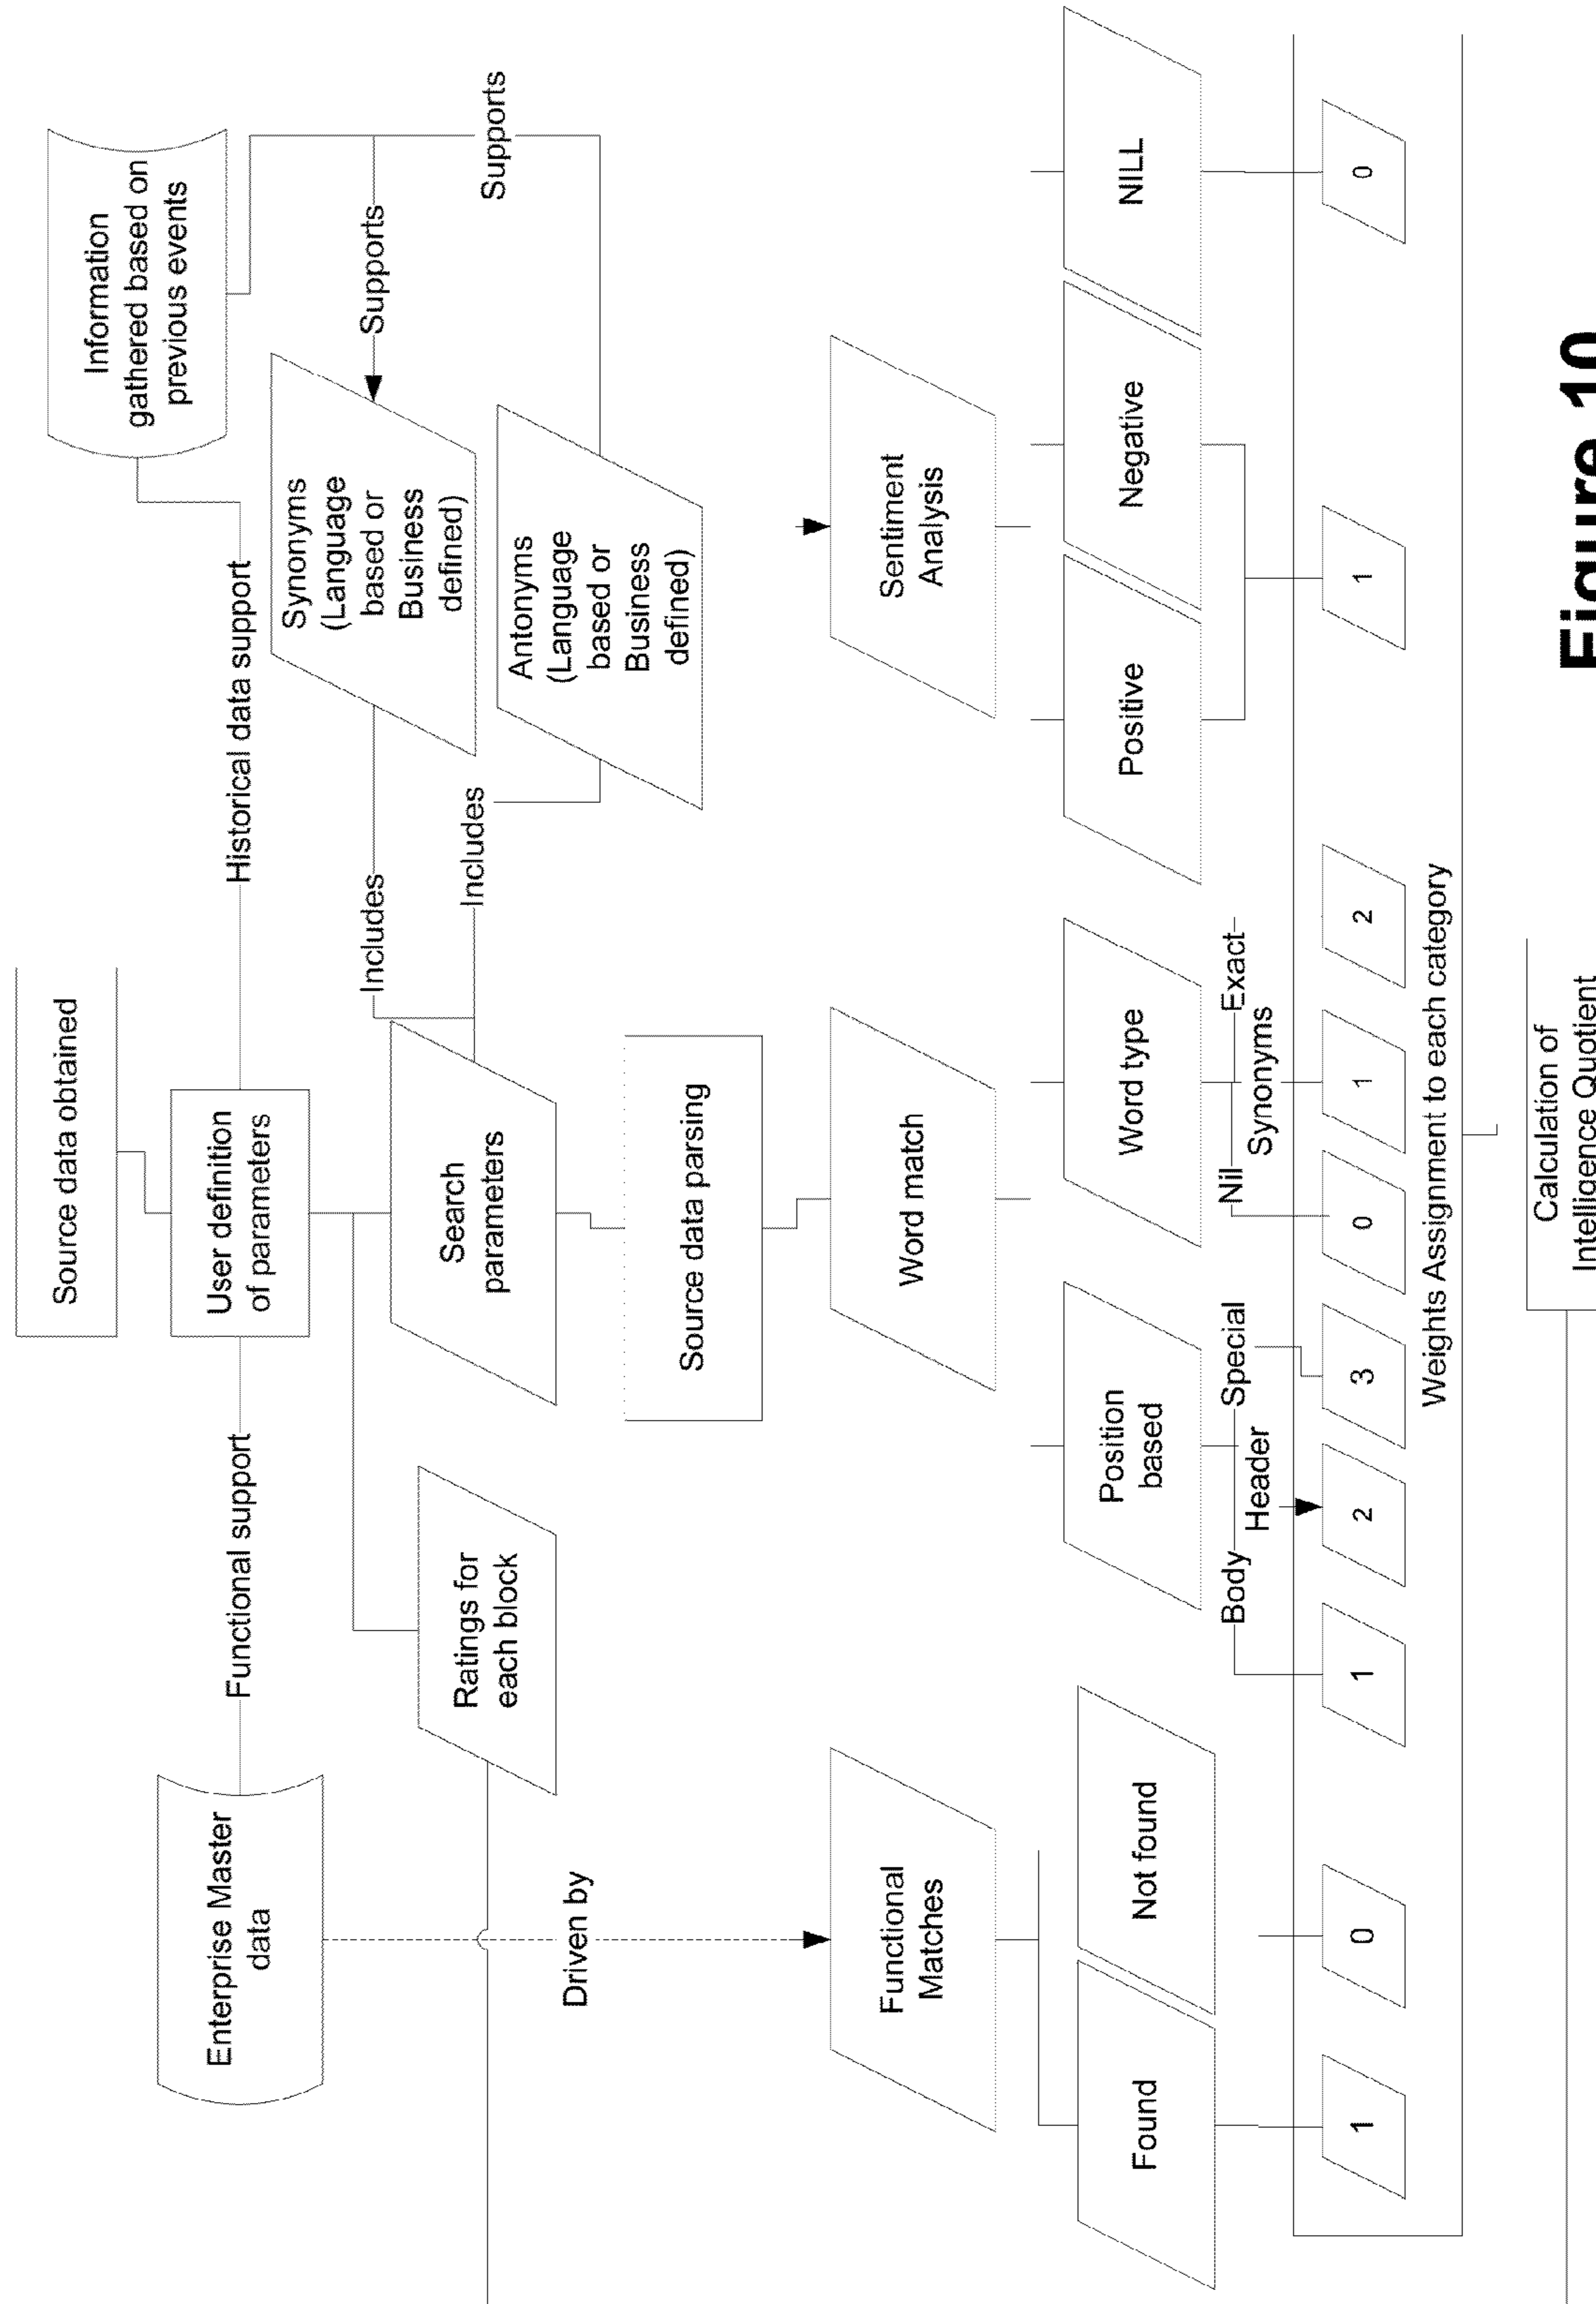 Source data obtained
Information
gathered based on
previous events
Enterprise Master
data
Functional support
User definition
of parameters
Historical data support
Synonyms
(Language
based or
Business
defined)
Supports
Includes
Ratings for
each block
Search
parameters
Includes
Supports
Antonyms
(Language
based or
Business
defined)
Driven by
Source data parsing
Functional
Matches
Word match
Sentiment
Analysis
Found
Not found
Position
based
Word type
Positive
Negative
NILL
Body
Header
Special
Nil
Synonyms
Exact
1
0
1
2
3
0
1
2
1
0
Weights Assignment to each category
Calculation of
Intelligence Quotient
Figure 10